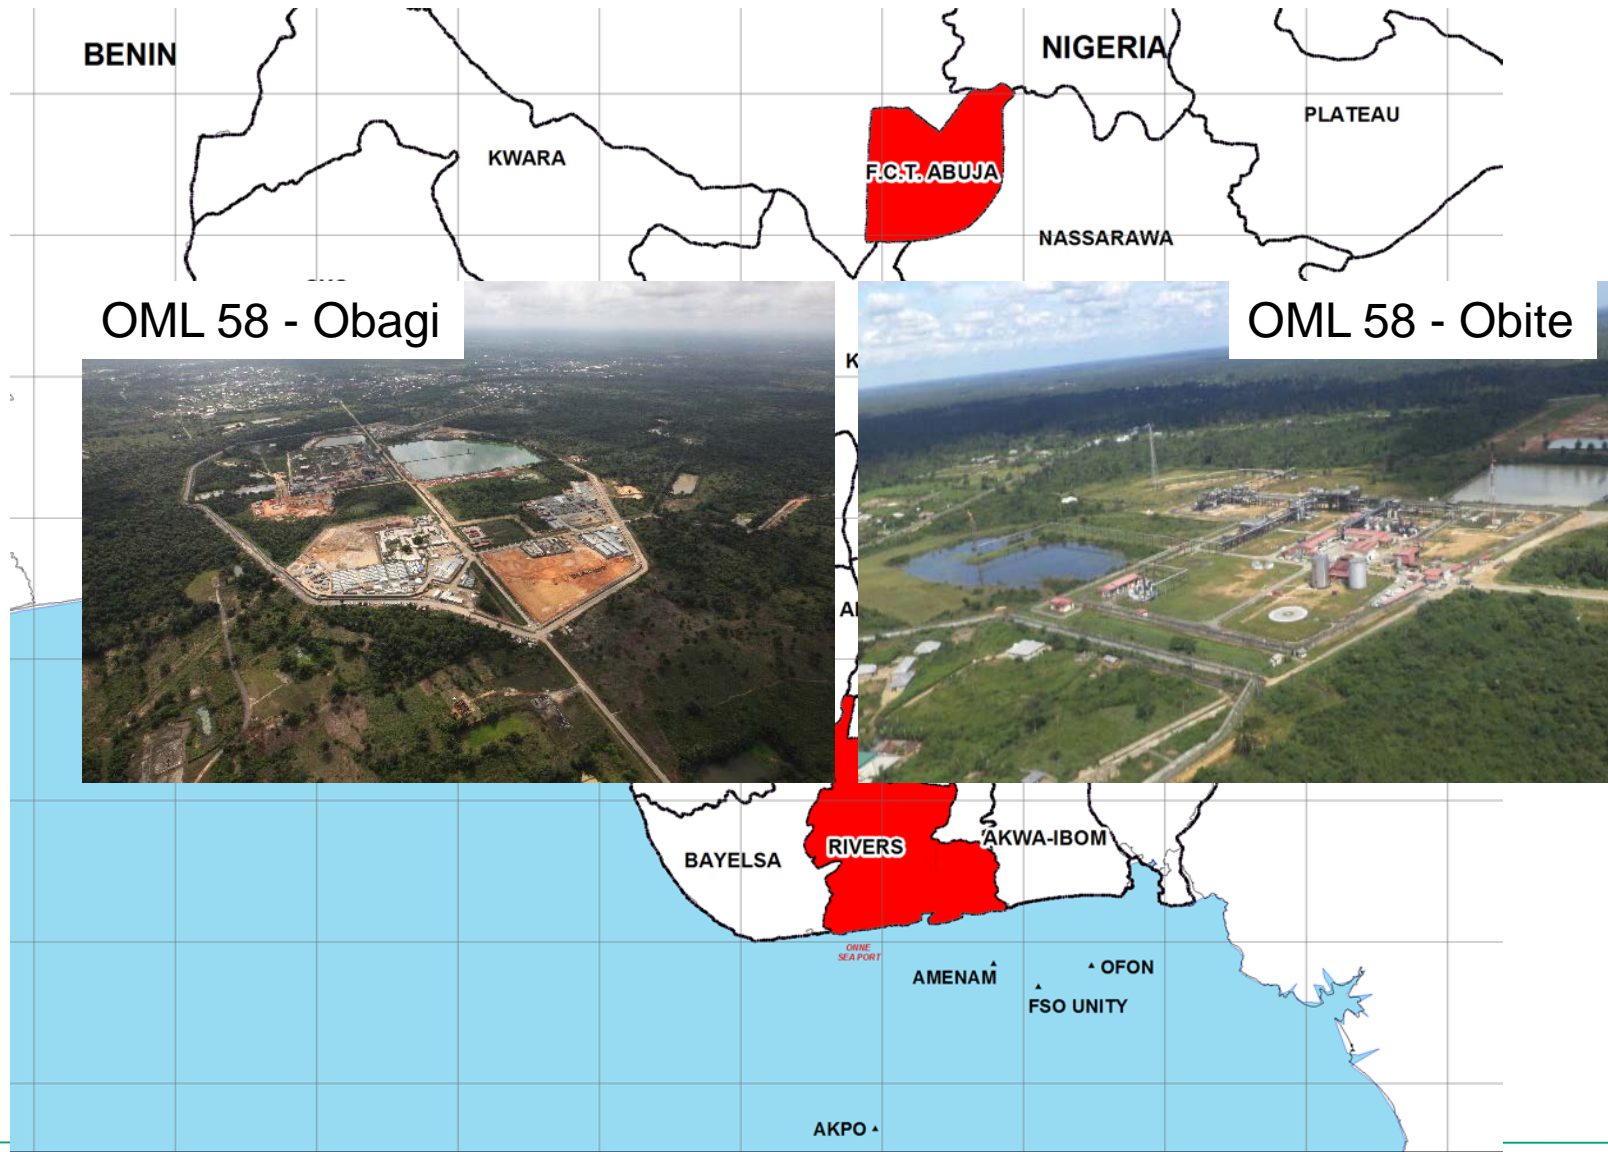 BENIN
NIGERIA
PLATEAU
KWARA
F.C.T. ABUJA
NASSARAWA
OML 58 - Obagi
OML 58 - Obite
K
RIVERS
AKWA-IBOM
BAYELSA
ONNE
SEA PORT
AMENAM
OFON
FSO UNITY
AKPO